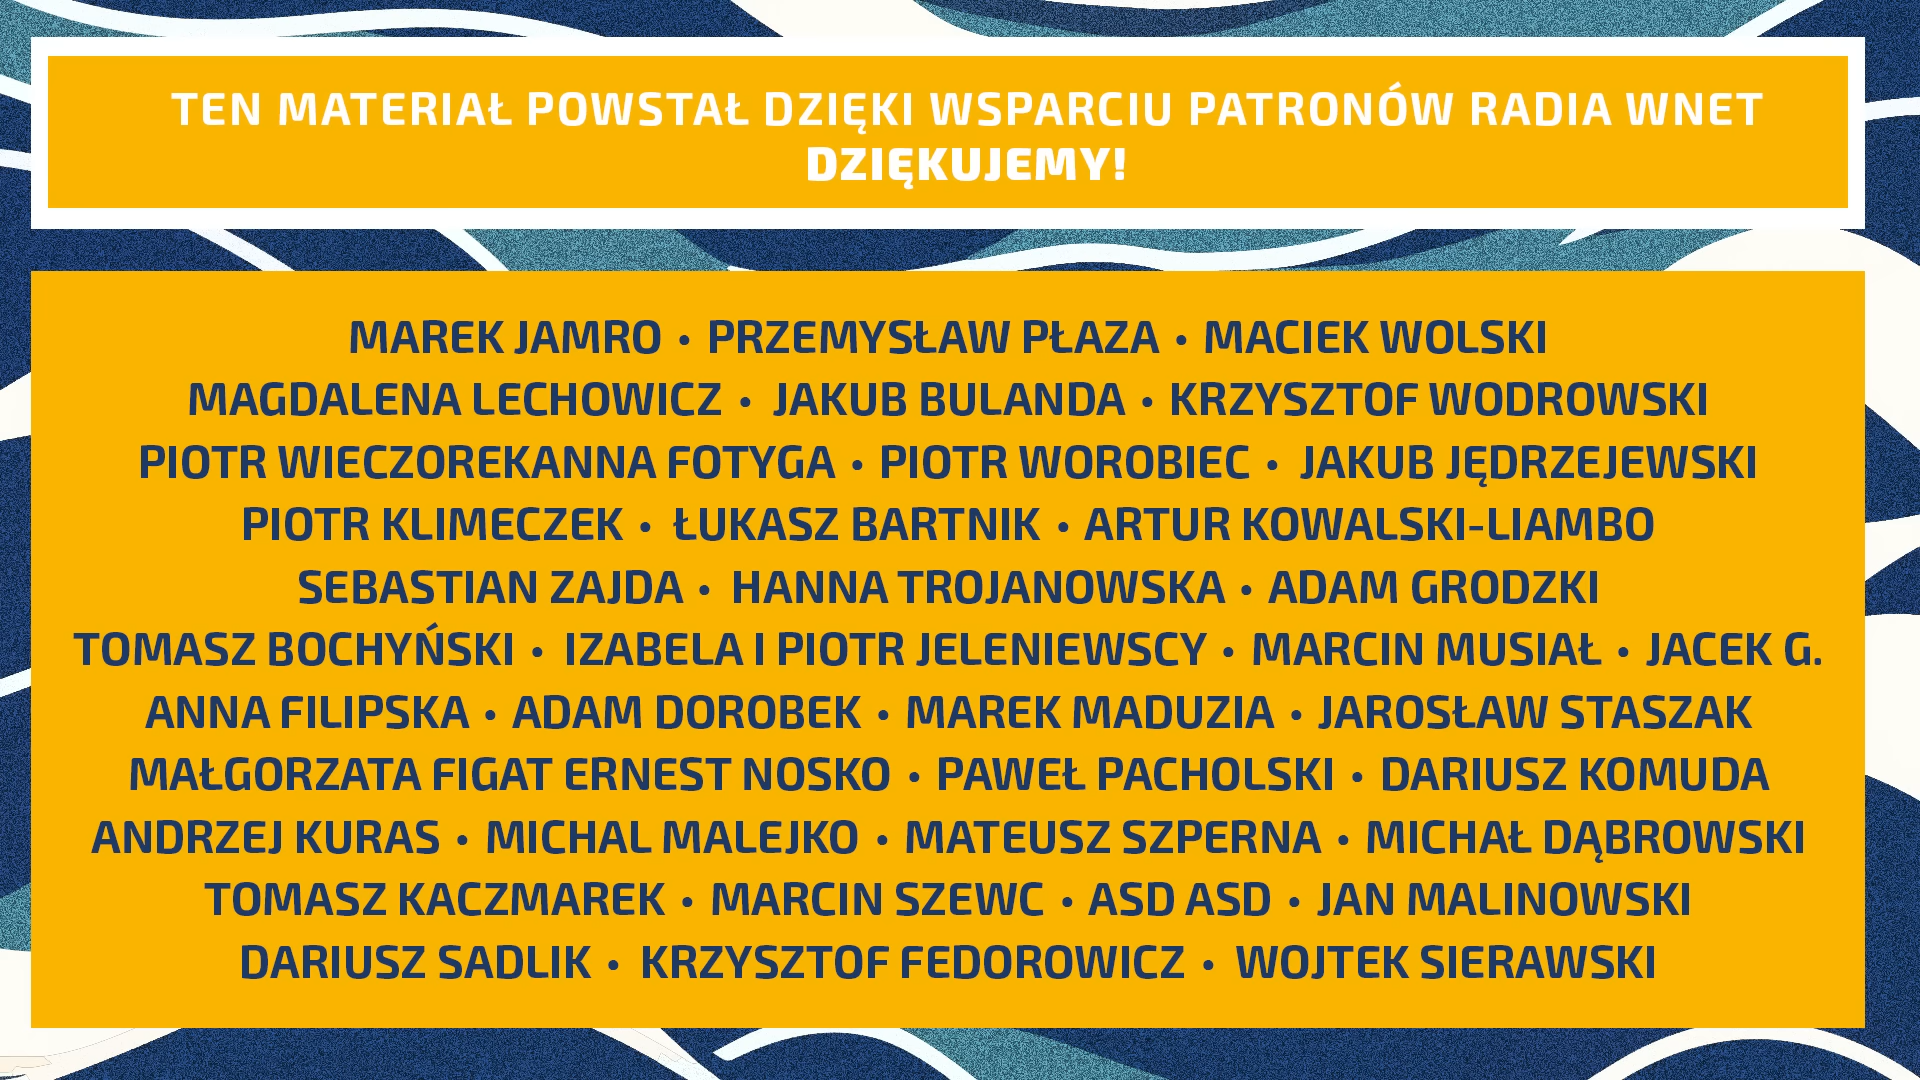 TEN MATERIAŁ POWSTAŁ DZIĘKI WSPARCIU PATRONÓW RADIA WNET
DZIĘKUJEMY!
MAREK JAMRO • PRZEMYSŁAW PŁAZA • MACIEK WOLSKI
MAGDALENA LECHOWICZ • JAKUB BULANDA • KRZYSZTOF WODROWSKI
PIOTR WIECZOREKANNA FOTYGA • PIOTR WOROBIEC • JAKUB JĘDRZEJEWSKI
PIOTR KLIMECZEK • ŁUKASZ BARTNIK • ARTUR KOWALSKI-LIAMBO
SEBASTIAN ZAJDA • HANNA TROJANOWSKA • ADAM GRODZKI
TOMASZ BOCHYŃSKI • IZABELA I PIOTR JELENIEWSCY • MARCIN MUSIAŁ • JACEK G.
ANNA FILIPSKA • ADAM DOROBEK • MAREK MADUZIA • JAROSŁAW STASZAK
MAŁGORZATA FIGAT ERNEST NOSKO • PAWEŁ PACHOLSKI • DARIUSZ KOMUDA
ANDRZEJ KURAS • MICHAL MALEJKO • MATEUSZ SZPERNA • MICHAŁ DĄBROWSKI
TOMASZ KACZMAREK • MARCIN SZEWC • ASD ASD • JAN MALINOWSKI
DARIUSZ SADLIK • KRZYSZTOF FEDOROWICZ • WOJTEK SIERAWSKI